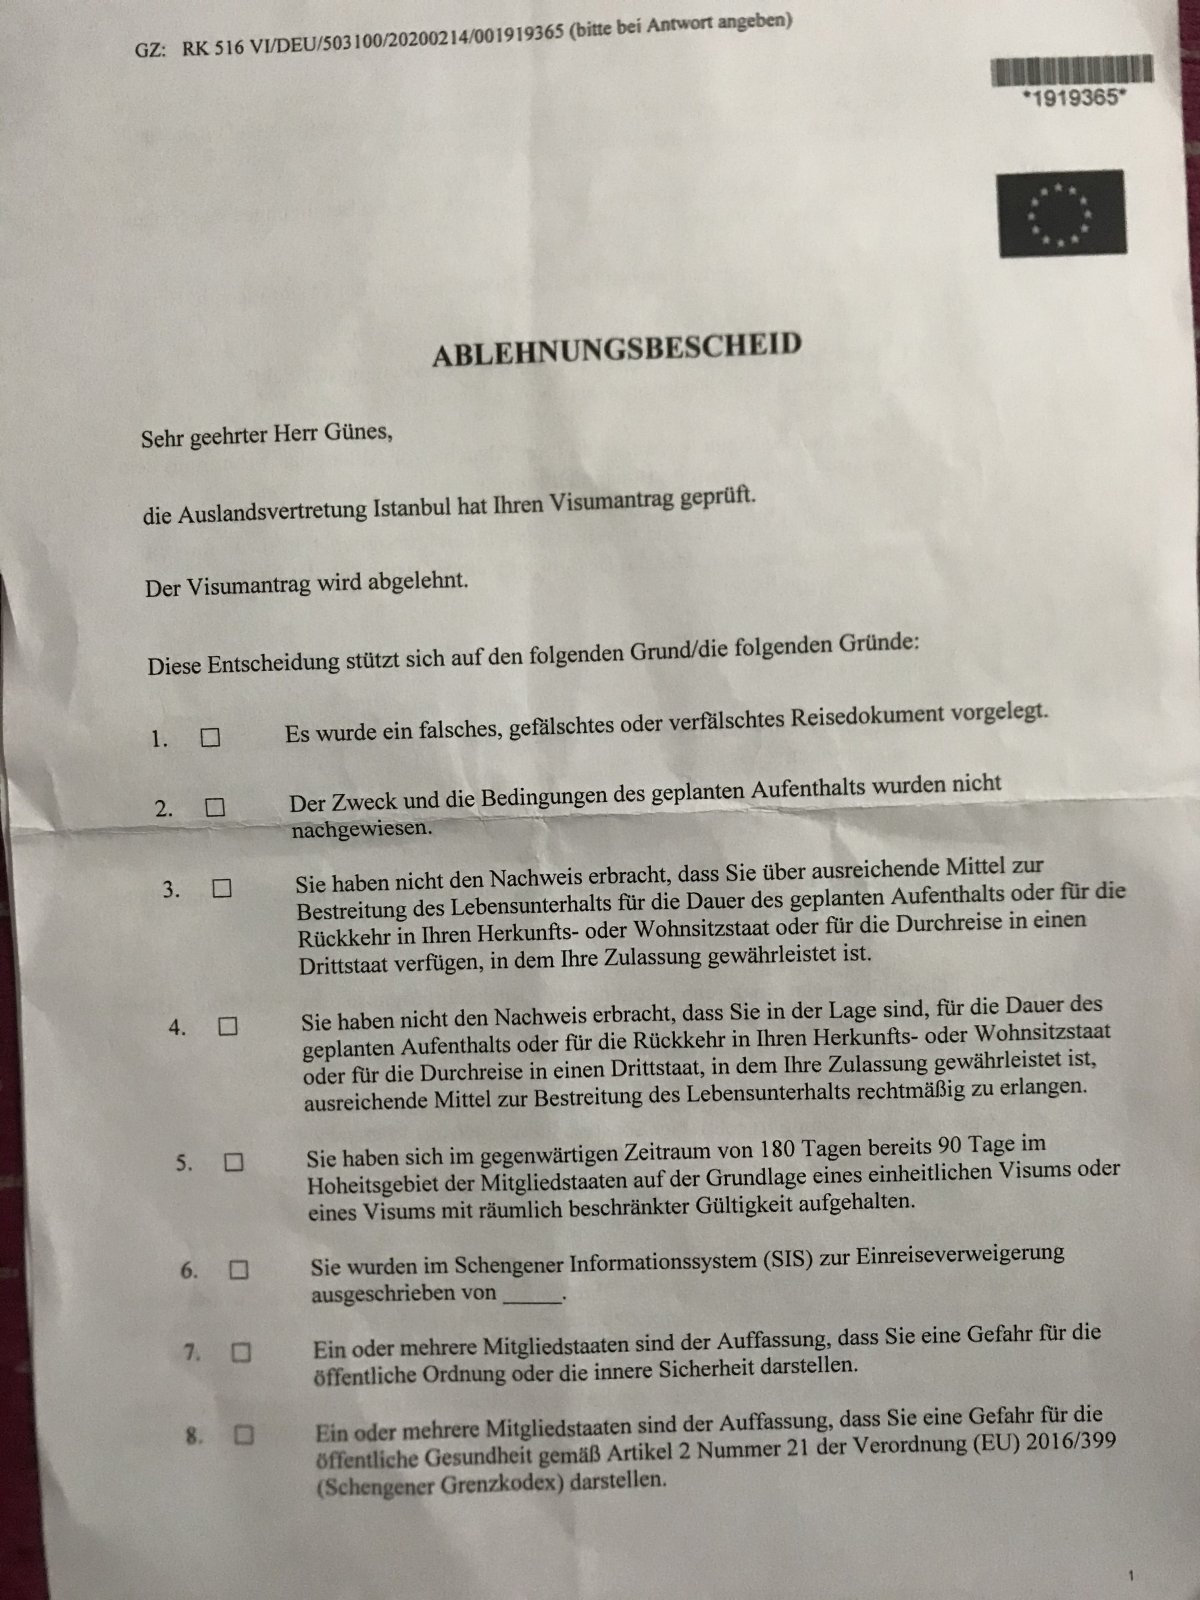 GZ: RK 516 VI/DEU/503100/20200214/001919365 (bitte bei Antwort angeben)
*1919365*
ABLEHNUNGSBESCHEID
Sehr geehrter Herr Günes,
die Auslandsvertretung Istanbul hat Ihren Visumantrag geprüft.
Der Visumantrag wird abgelehnt.
Diese Entscheidung stützt sich auf den folgenden Grund/die folgenden Gründe:
1. ☐ Es wurde ein falsches, gefälschtes oder verfälschtes Reisedokument vorgelegt.
2. ☐ Der Zweck und die Bedingungen des geplanten Aufenthalts wurden nicht
nachgewiesen.
3. ☐ Sie haben nicht den Nachweis erbracht, dass Sie über ausreichende Mittel zur
Bestreitung des Lebensunterhalts für die Dauer des geplanten Aufenthalts oder für die
Rückkehr in Ihren Herkunfts- oder Wohnsitzstaat oder für die Durchreise in einen
Drittstaat verfügen, in dem Ihre Zulassung gewährleistet ist.
4. ☐ Sie haben nicht den Nachweis erbracht, dass Sie in der Lage sind, für die Dauer des
geplanten Aufenthalts oder für die Rückkehr in Ihren Herkunfts- oder Wohnsitzstaat
oder für die Durchreise in einen Drittstaat, in dem Ihre Zulassung gewährleistet ist,
ausreichende Mittel zur Bestreitung des Lebensunterhalts rechtmäßig zu erlangen.
5. ☐ Sie haben sich im gegenwärtigen Zeitraum von 180 Tagen bereits 90 Tage im
Hoheitsgebiet der Mitgliedstaaten auf der Grundlage eines einheitlichen Visums oder
eines Visums mit räumlich beschränkter Gültigkeit aufgehalten.
6. ☐ Sie wurden im Schengener Informationssystem (SIS) zur Einreiseverweigerung
ausgeschrieben von _____.
7. ☐ Ein oder mehrere Mitgliedstaaten sind der Auffassung, dass Sie eine Gefahr für die
öffentliche Ordnung oder die innere Sicherheit darstellen.
8. ☐ Ein oder mehrere Mitgliedstaaten sind der Auffassung, dass Sie eine Gefahr für die
öffentliche Gesundheit gemäß Artikel 2 Nummer 21 der Verordnung (EU) 2016/399
(Schengener Grenzkodex) darstellen.
1